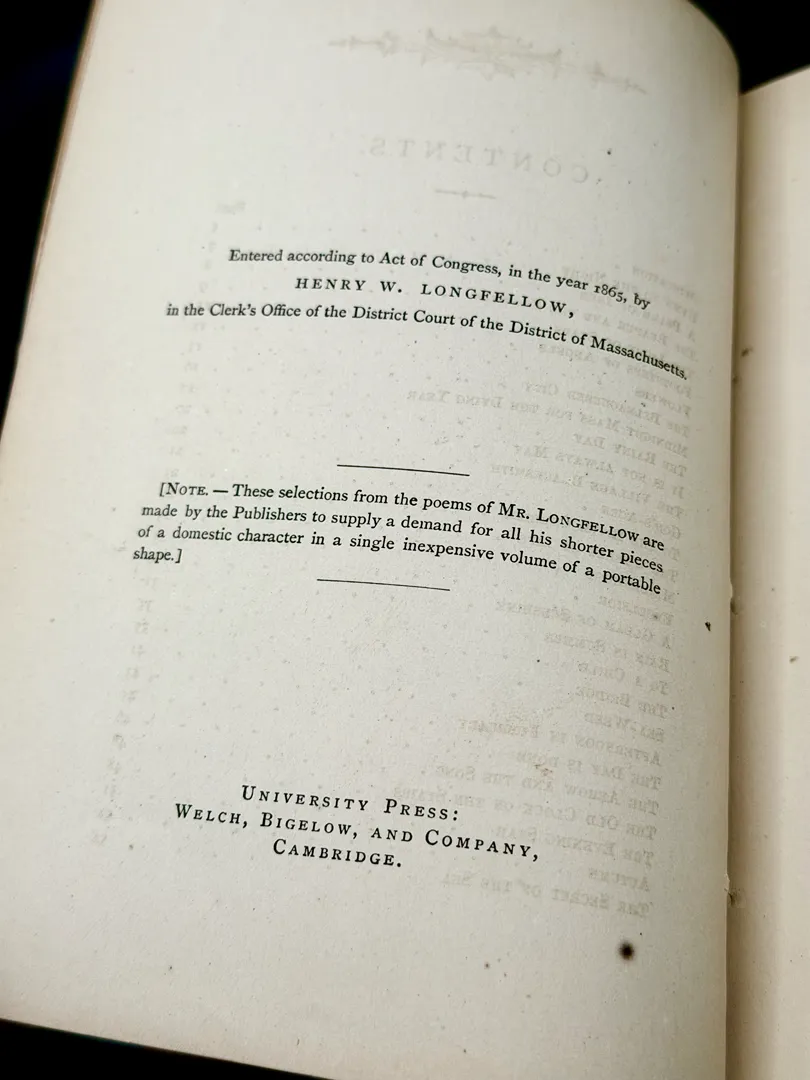 Entered according to Act of Congress, in the year 1865, by
HENRY W. LONGFELLOW,
in the Clerk's Office of the District Court of the District of Massachusetts.
[NOTE. — These selections from the poems of MR. LONGFELLOW are
made by the Publishers to supply a demand for all his shorter pieces
of a domestic character in a single inexpensive volume of a portable
shape.]
UNIVERSITY PRESS:
WELCH, BIGELOW, AND COMPANY,
CAMBRIDGE.